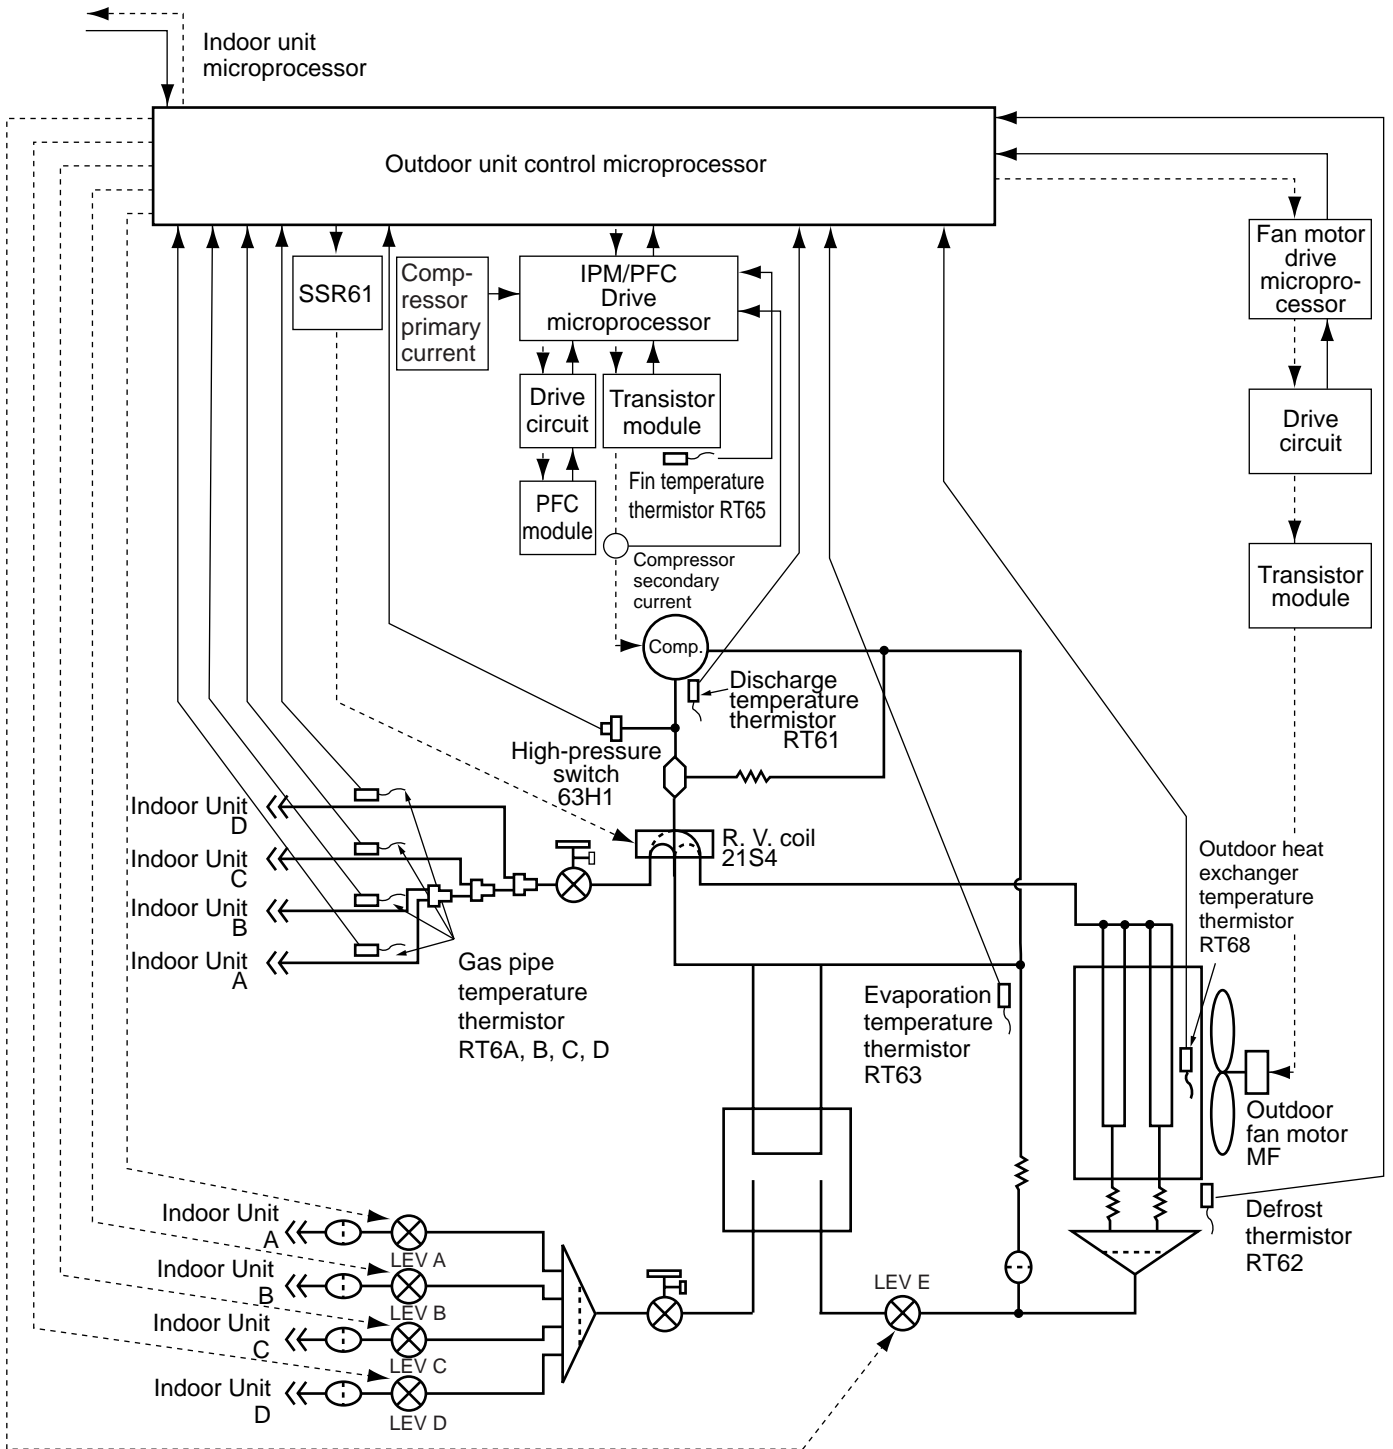 Indoor unit
microprocessor
Outdoor unit control microprocessor
SSR61
Comp-
ressor
primary
current
IPM/PFC
Drive
microprocessor
Fan motor
drive
micropro-
cessor
Drive
circuit
Transistor
module
Drive
circuit
Fin temperature
thermistor RT65
PFC
module
Compressor
secondary
current
Transistor
module
Comp.
Discharge
temperature
thermistor
RT61
High-pressure
switch
63H1
R. V. coil
21S4
Indoor Unit
D
Indoor Unit
C
Indoor Unit
B
Indoor Unit
A
Gas pipe
temperature
thermistor
RT6A, B, C, D
Outdoor heat
exchanger
temperature
thermistor
RT68
Evaporation
temperature
thermistor
RT63
Outdoor
fan motor
MF
Defrost
thermistor
RT62
Indoor Unit
A
LEV A
Indoor Unit
B
LEV B
Indoor Unit
C
LEV C
Indoor Unit
D
LEV D
LEV E